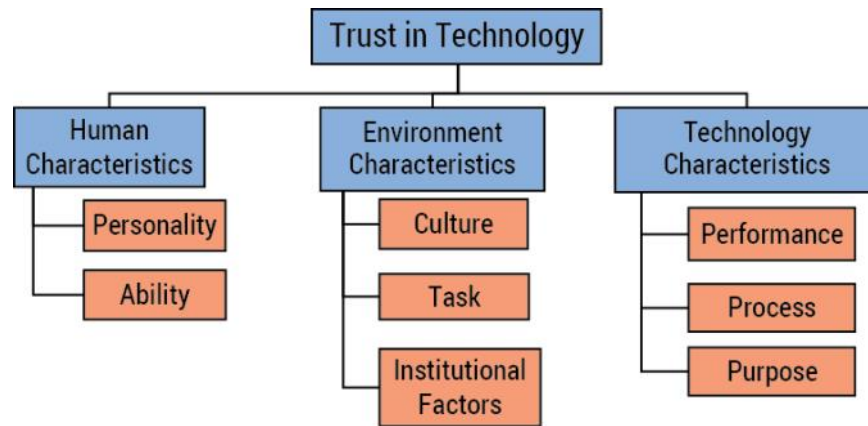 Trust in Technology
Human
Characteristics
Personality
Ability
Environment
Characteristics
Culture
Task
Institutional
Factors
Technology
Characteristics
Performance
Process
Purpose